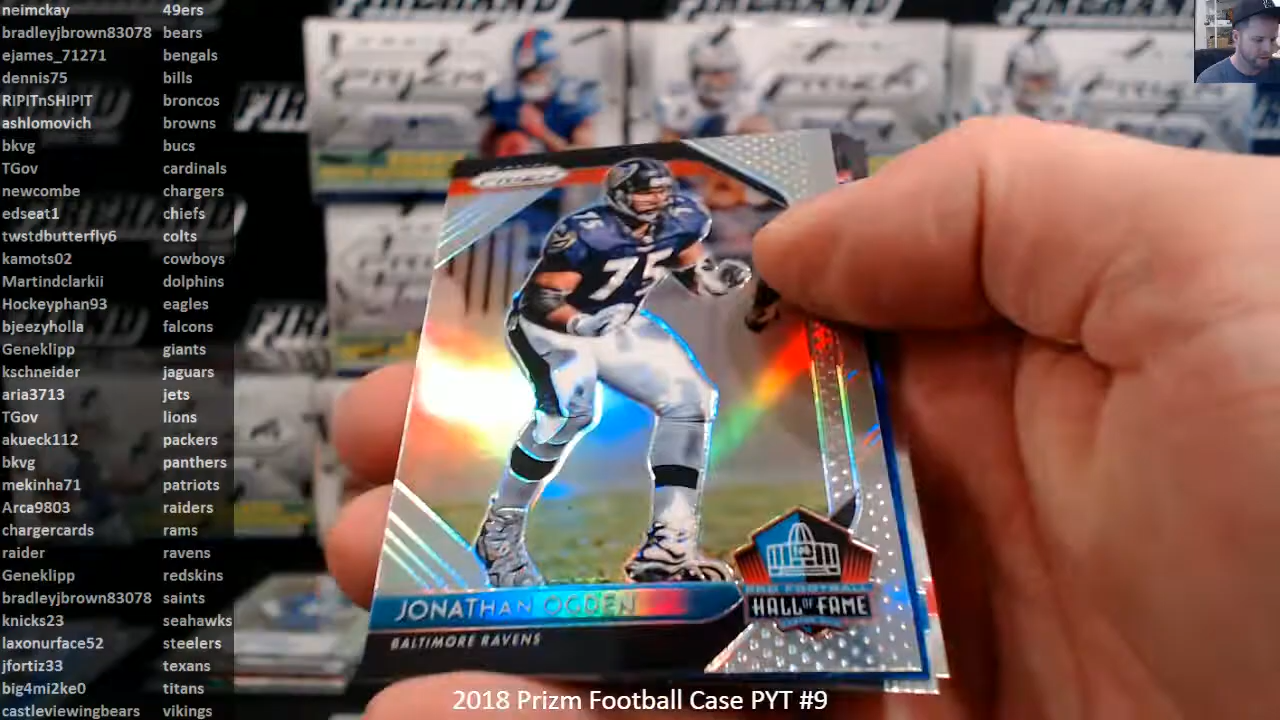 neimckay 49ers
bradleyjbrown83078 bears
ejames_71271 bengals
dennis75 bills
RIPITnSHIPIT broncos
ashlomovich browns
bkvg bucs
TGov cardinals
newcombe chargers
edseat1 chiefs
twstdbutterfly6 colts
kamots02 cowboys
Martindclarkii dolphins
Hockeyphan93 eagles
bjeezyholla falcons
Geneklipp giants
kschneider jaguars
aria3713 jets
TGov lions
akueck112 packers
bkvg panthers
mekinha71 patriots
Arca9803 raiders
chargercards rams
raider ravens
Geneklipp redskins
bradleyjbrown83078 saints
knicks23 seahawks
laxonurface52 steelers
jfortiz33 texans
big4mi2ke0 titans
castleviewingbears vikings
PRIZM
75
JONATHAN OGDEN
BALTIMORE RAVENS
PRO FOOTBALL
HALL OF FAME
2018 Prizm Football Case PYT #9